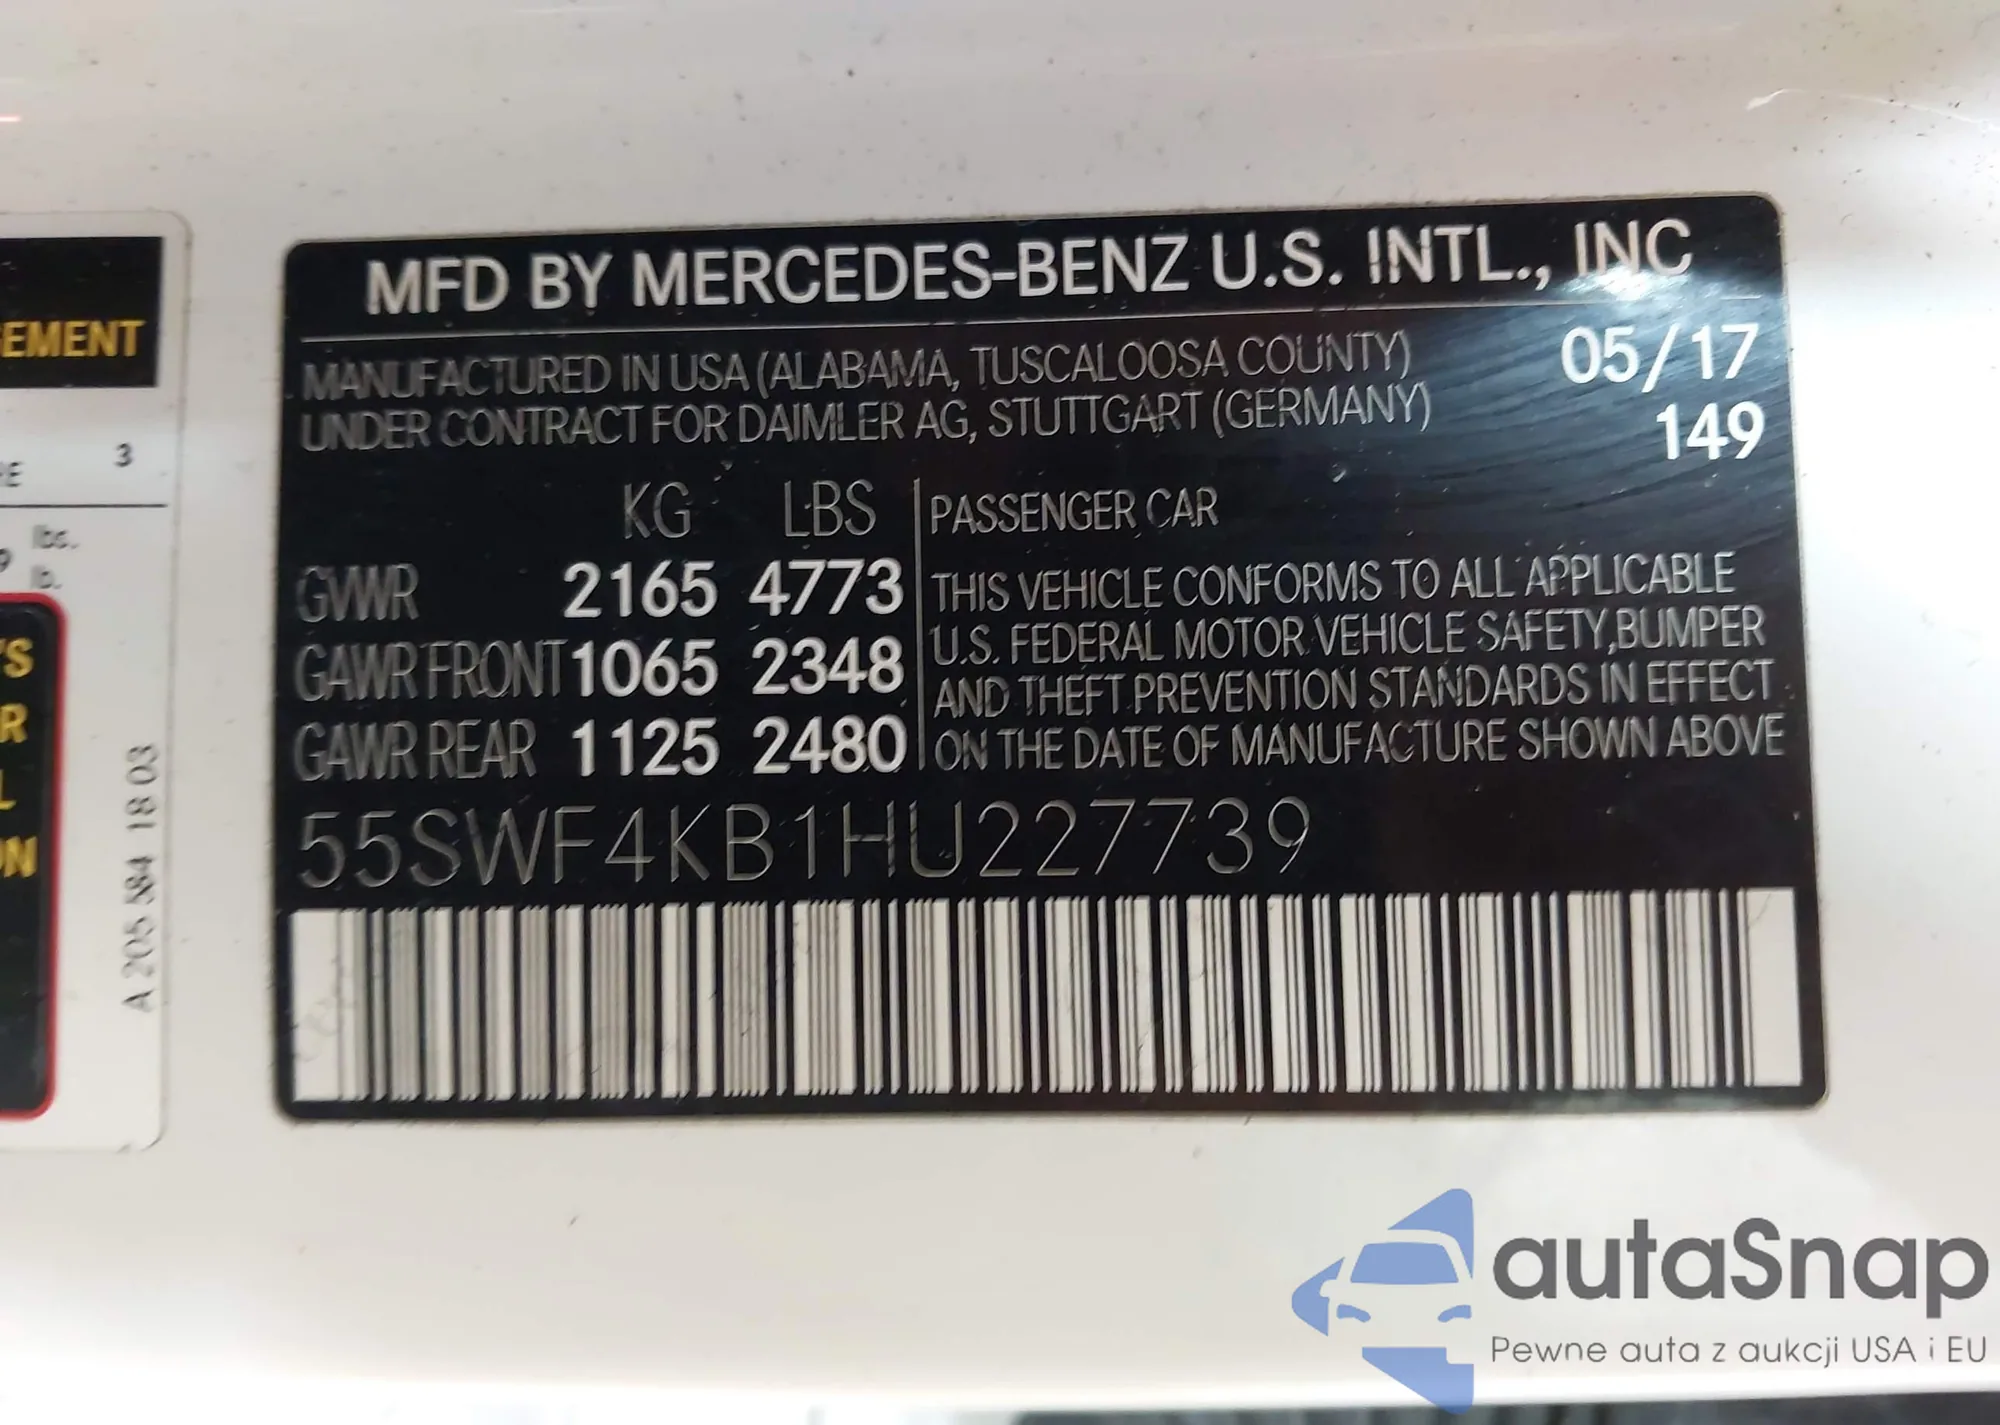 MFD BY MERCEDES-BENZ U.S. INTL., INC
MANUFACTURED IN USA (ALABAMA, TUSCALOOSA COUNTY) 05/17
UNDER CONTRACT FOR DAIMLER AG, STUTTGART (GERMANY) 149
KG LBS
GVWR 2165 4773
GAWR FRONT 1065 2348
GAWR REAR 1125 2480
PASSENGER CAR
THIS VEHICLE CONFORMS TO ALL APPLICABLE
U.S. FEDERAL MOTOR VEHICLE SAFETY,BUMPER
AND THEFT PREVENTION STANDARDS IN EFFECT
ON THE DATE OF MANUFACTURE SHOWN ABOVE
55SWF4KB1HU227739
EMENT
3
lbs.
lb.
'S
R
L
ON
A 205 584 18 03
autaSnap
Pewne auta z aukcji USA i EU